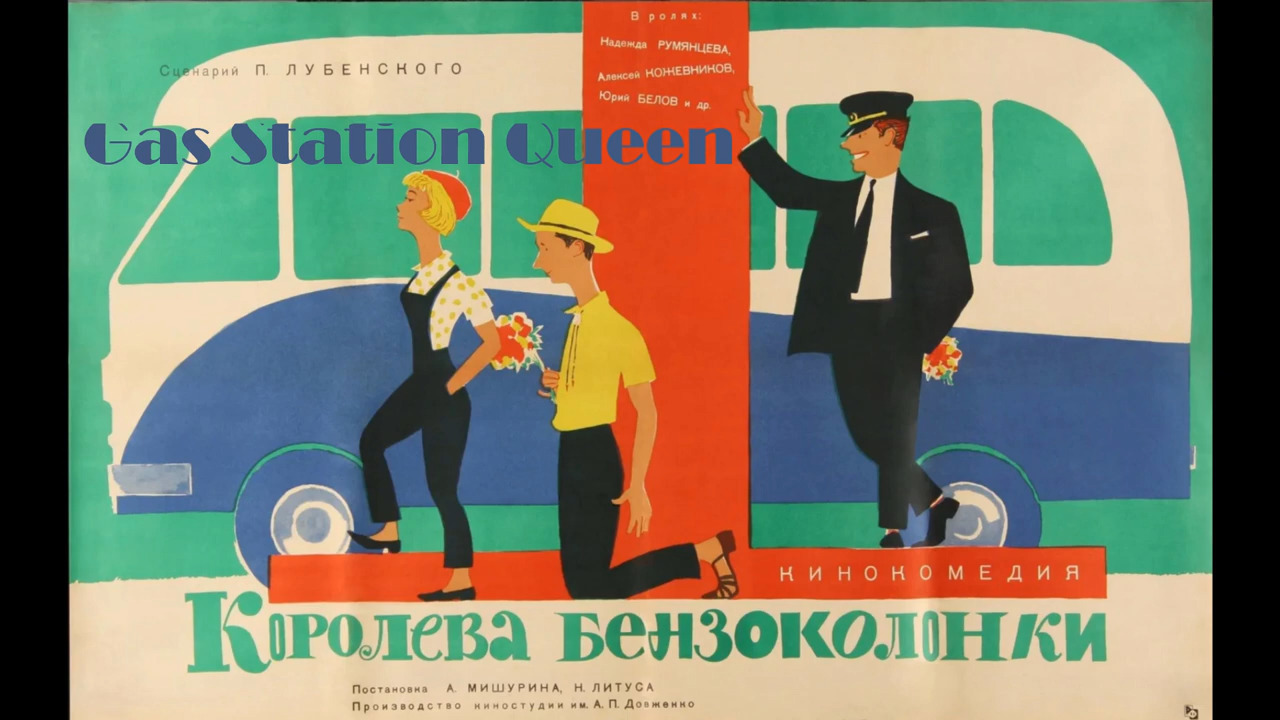 В ролях:
Надежда РУМЯНЦЕВА,
Алексей КОЖЕВНИКОВ,
Юрий БЕЛОВ и др.
Сценарий П. ЛУБЕНСКОГО
Gas Station Queen
КИНОКОМЕДИЯ
Королева бензоколонки
Постановка А. МИШУРИНА, Н. ЛИТУСА
Производство киностудии им. А. П. Довженко